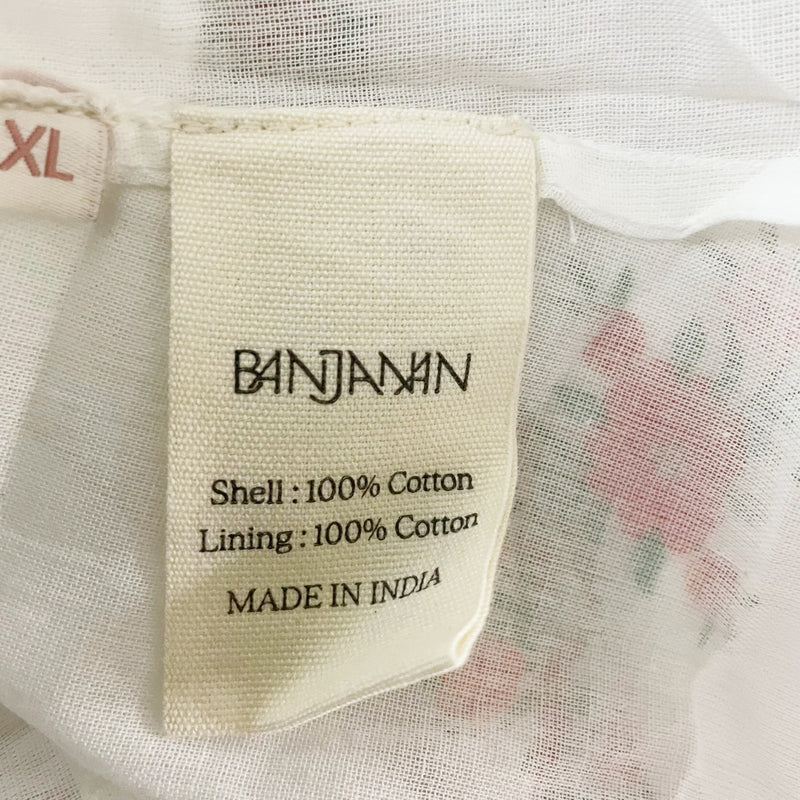 XL
BANJANAN
Shell : 100% Cotton
Lining : 100% Cotton
MADE IN INDIA